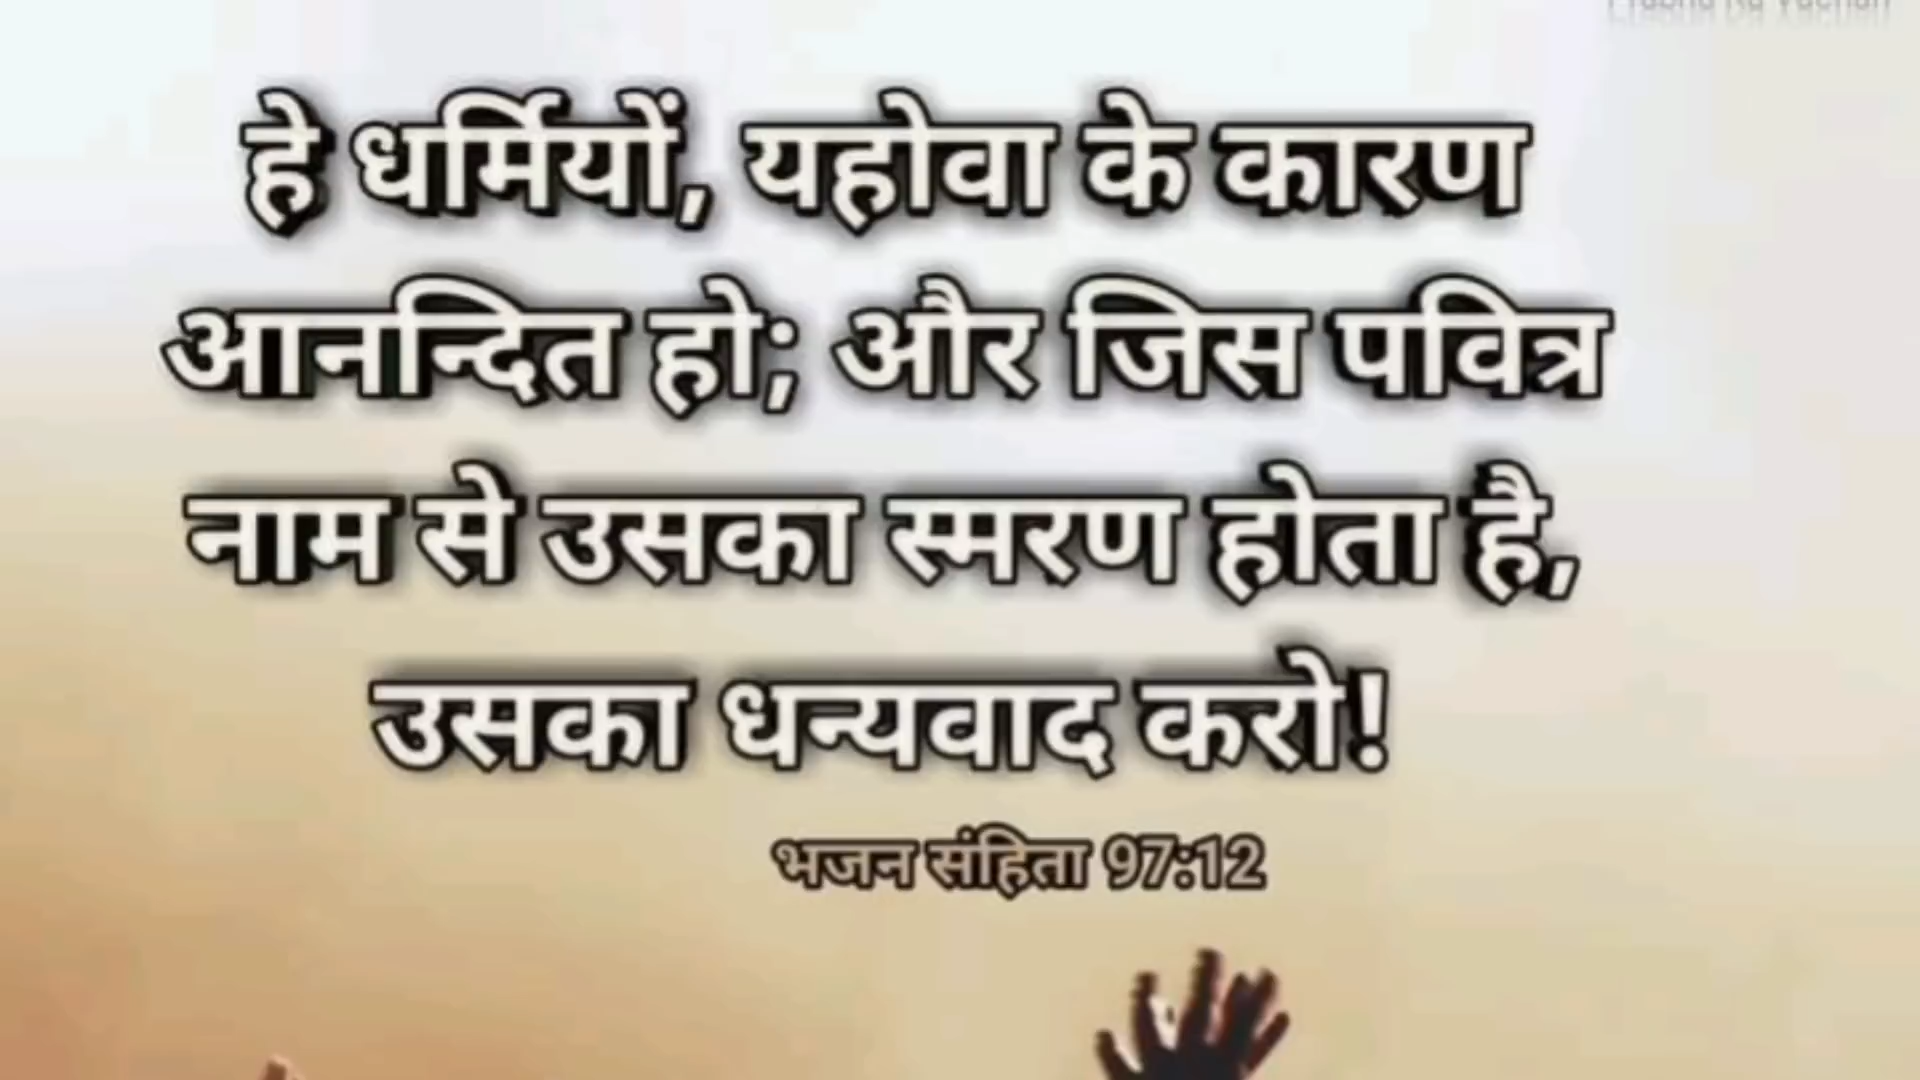 हे धर्मियों, यहोवा के कारण
आनन्दित हो; और जिस पवित्र
नाम से उसका स्मरण होता है,
उसका धन्यवाद करो!
भजन संहिता 97:12